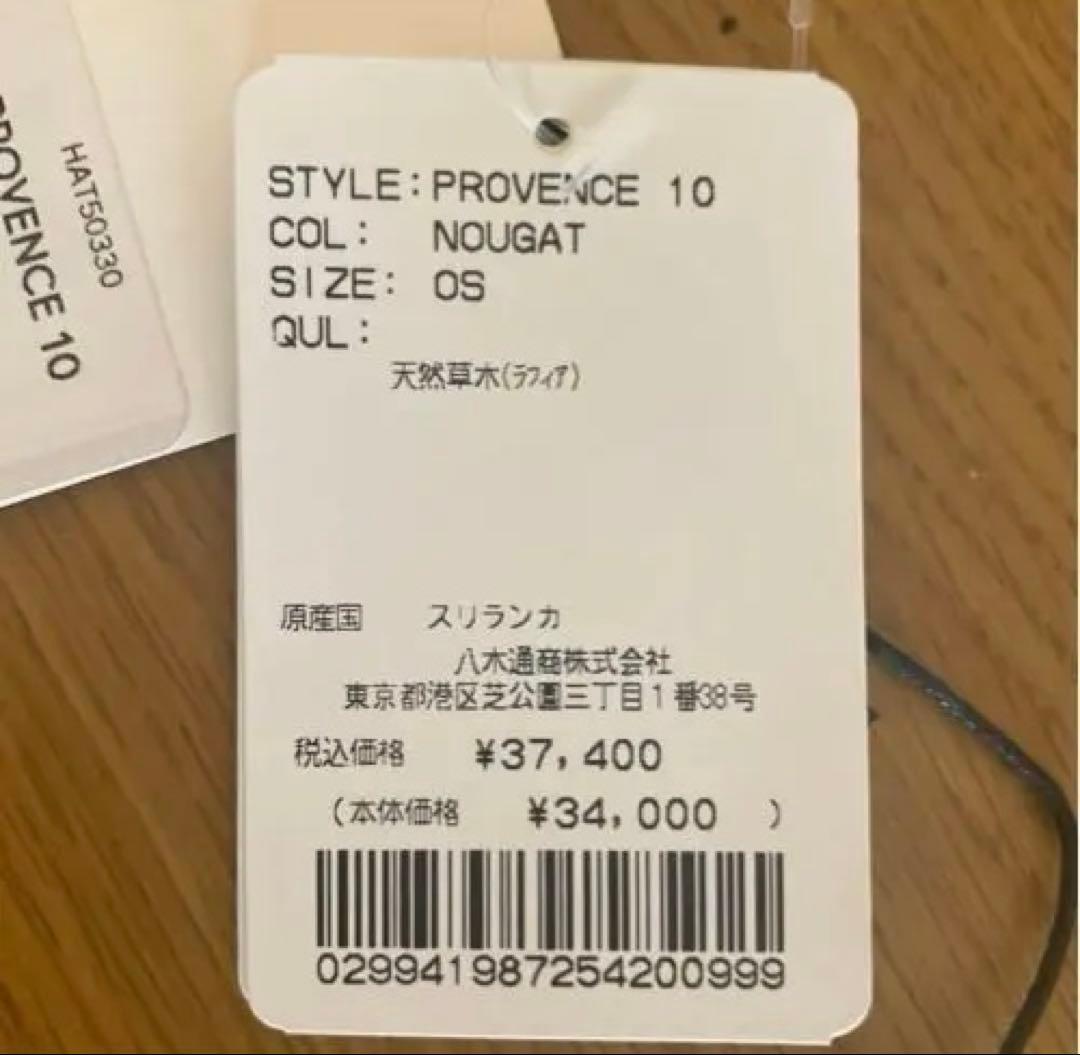 HAT50330
PROVENCE 10
STYLE: PROVENCE 10
COL: NOUGAT
SIZE: OS
QUL:
天然草木(ﾗﾌｨｱ)
原産国 スリランカ
八木通商株式会社
東京都港区芝公園三丁目1番38号
税込価格 ¥37,400
(本体価格 ¥34,000 )
029941987254200999